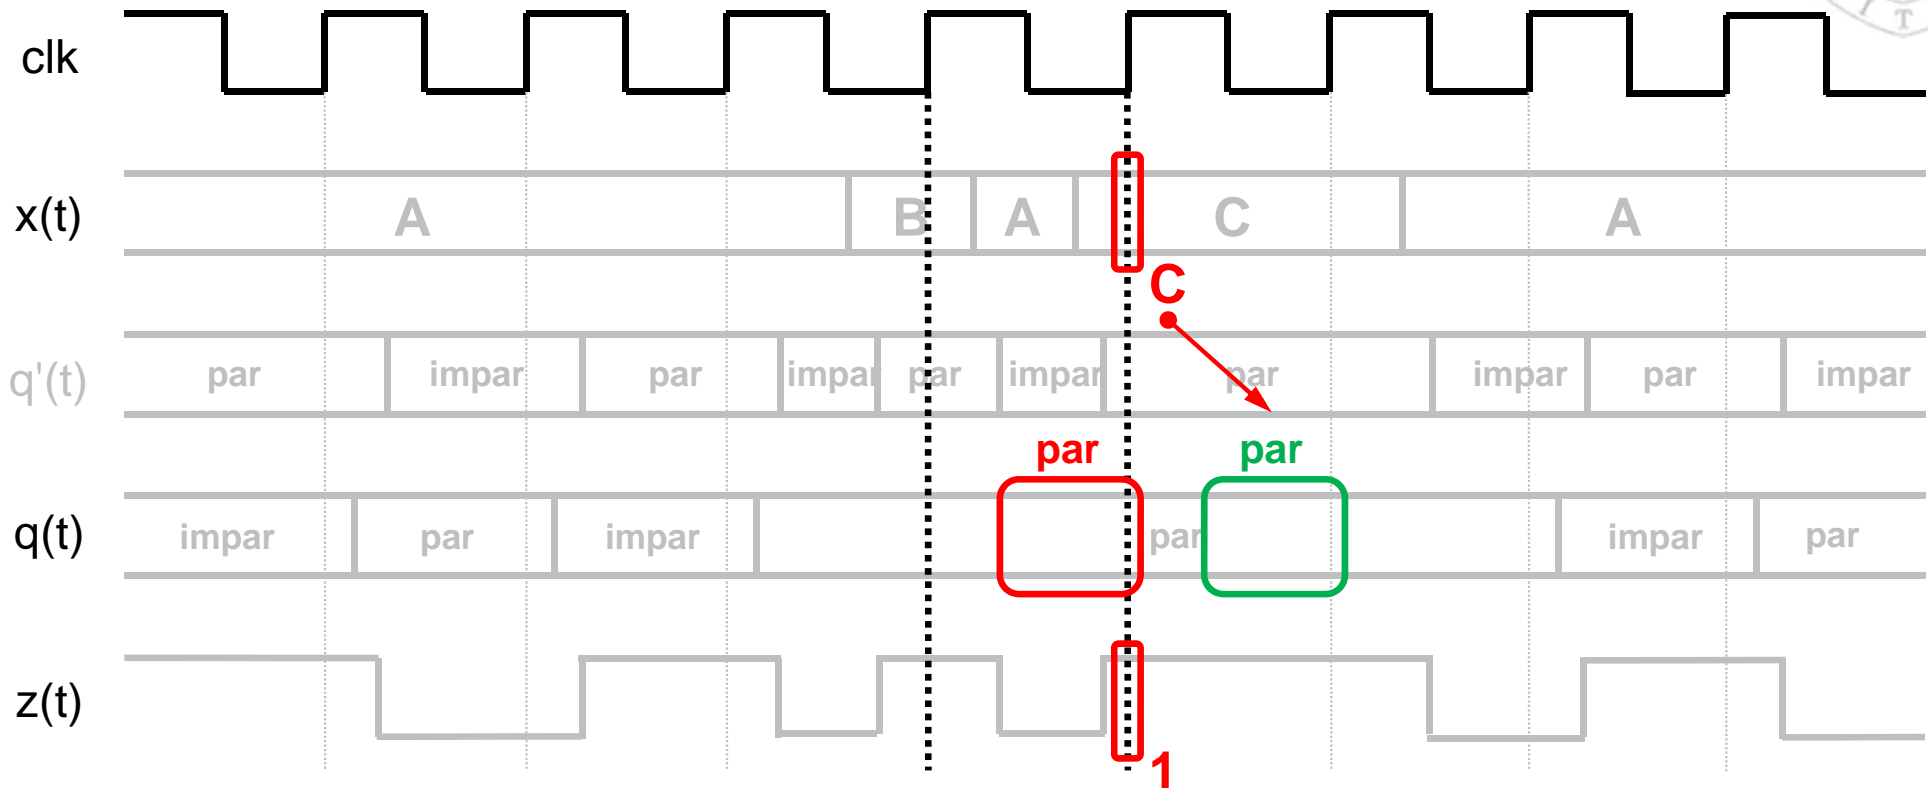 clk
T
x(t) A B A C A
C
q'(t) par impar par impar par impar par impar par impar
par par
q(t) impar par impar par impar par
z(t)
1